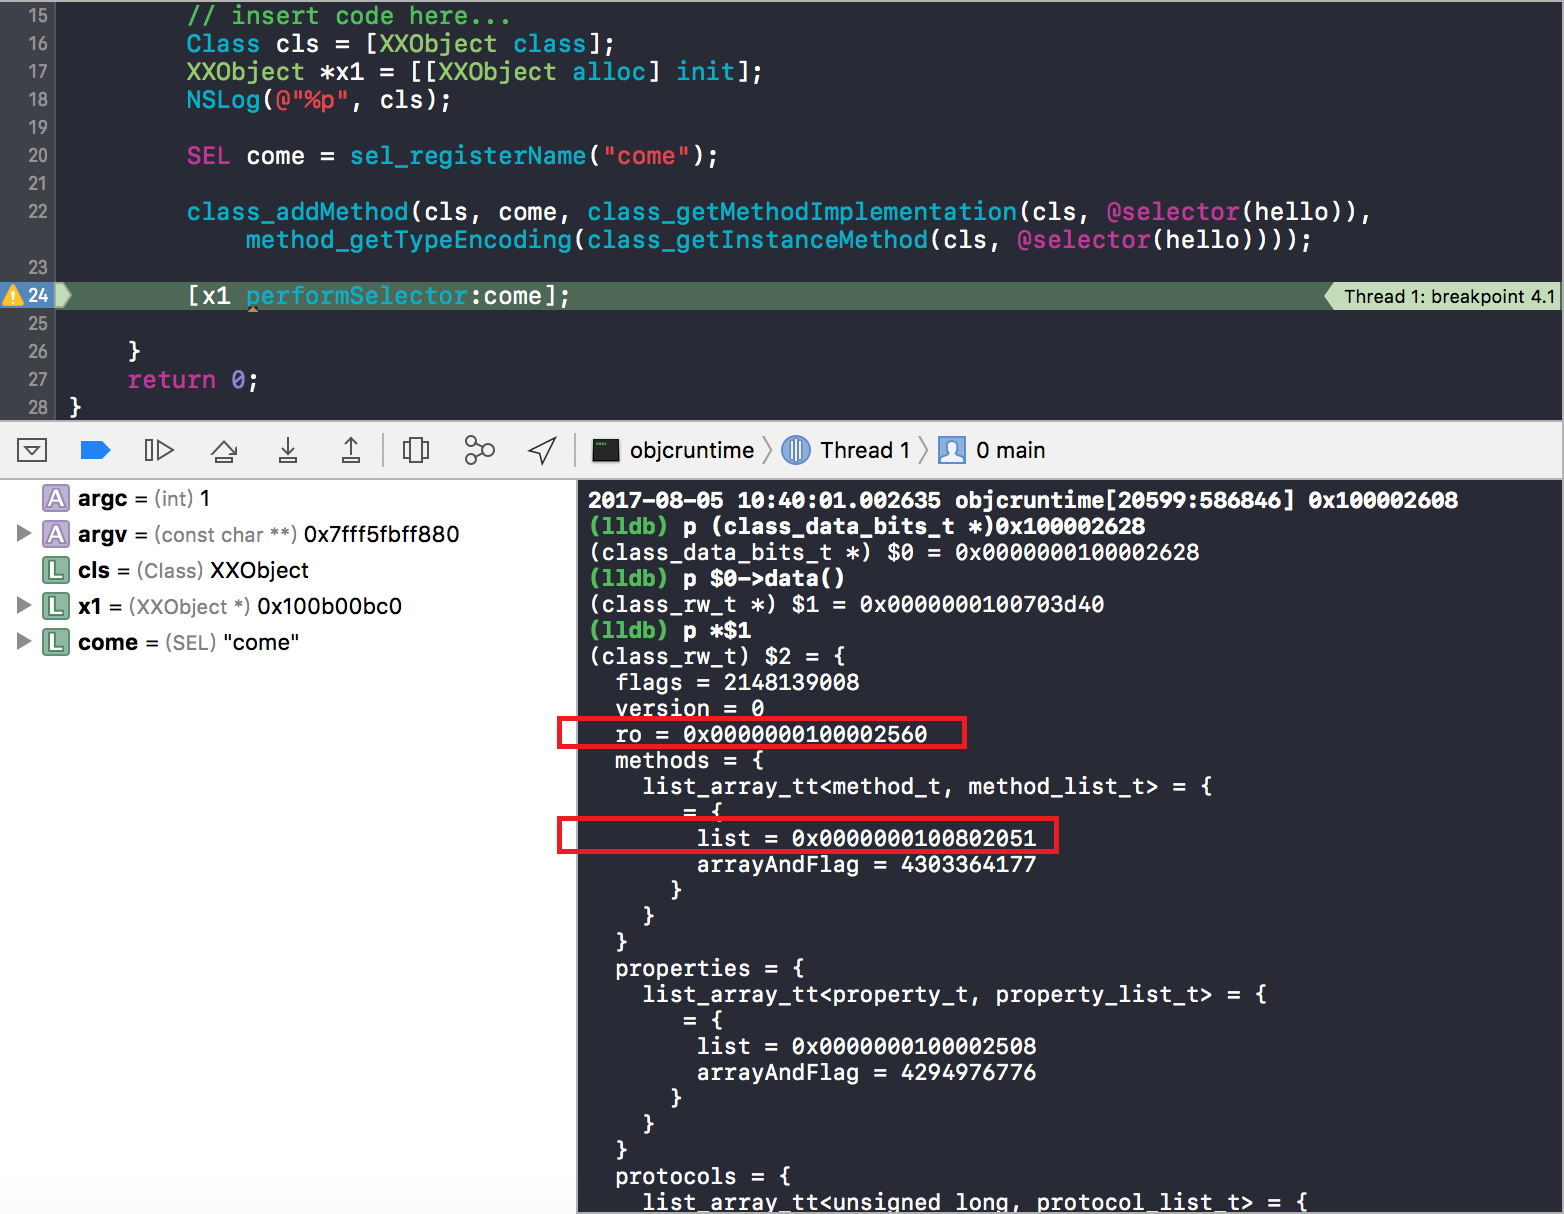 15 // insert code here...
16 Class cls = [XXObject class];
17 XXObject *x1 = [[XXObject alloc] init];
18 NSLog(@"%p", cls);
19
20 SEL come = sel_registerName("come");
21
22 class_addMethod(cls, come, class_getMethodImplementation(cls, @selector(hello)),
method_getTypeEncoding(class_getInstanceMethod(cls, @selector(hello))));
23
24 [x1 performSelector:come]; Thread 1: breakpoint 4.1
25
26 }
27 return 0;
28 }
objcruntime Thread 1 0 main
A argc = (int) 1
A argv = (const char **) 0x7fff5fbff880
L cls = (Class) XXObject
L x1 = (XXObject *) 0x100b00bc0
L come = (SEL) "come"
2017-08-05 10:40:01.002635 objcruntime[20599:586846] 0x100002608
(lldb) p (class_data_bits_t *)0x100002628
(class_data_bits_t *) $0 = 0x0000000100002628
(lldb) p $0->data()
(class_rw_t *) $1 = 0x0000000100703d40
(lldb) p *$1
(class_rw_t) $2 = {
flags = 2148139008
version = 0
ro = 0x0000000100002560
methods = {
list_array_tt<method_t, method_list_t> = {
= {
list = 0x0000000100802051
arrayAndFlag = 4303364177
}
}
}
properties = {
list_array_tt<property_t, property_list_t> = {
= {
list = 0x0000000100002508
arrayAndFlag = 4294976776
}
}
}
protocols = {
list_array_tt<unsigned long, protocol_list_t> = {